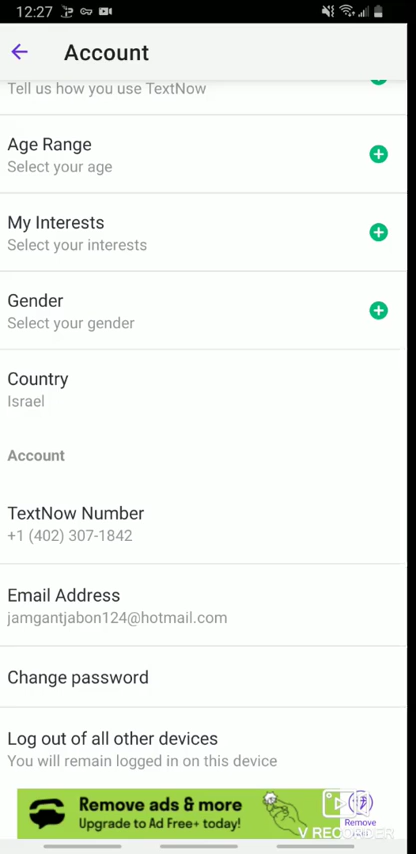 12:27
Account
Tell us how you use TextNow
Age Range
Select your age
My Interests
Select your interests
Gender
Select your gender
Country
Israel
Account
TextNow Number
+1 (402) 307-1842
Email Address
jamgantjabon124@hotmail.com
Change password
Log out of all other devices
You will remain logged in on this device
Remove ads & more
Upgrade to Ad Free+ today!
Remove
V RECORDER